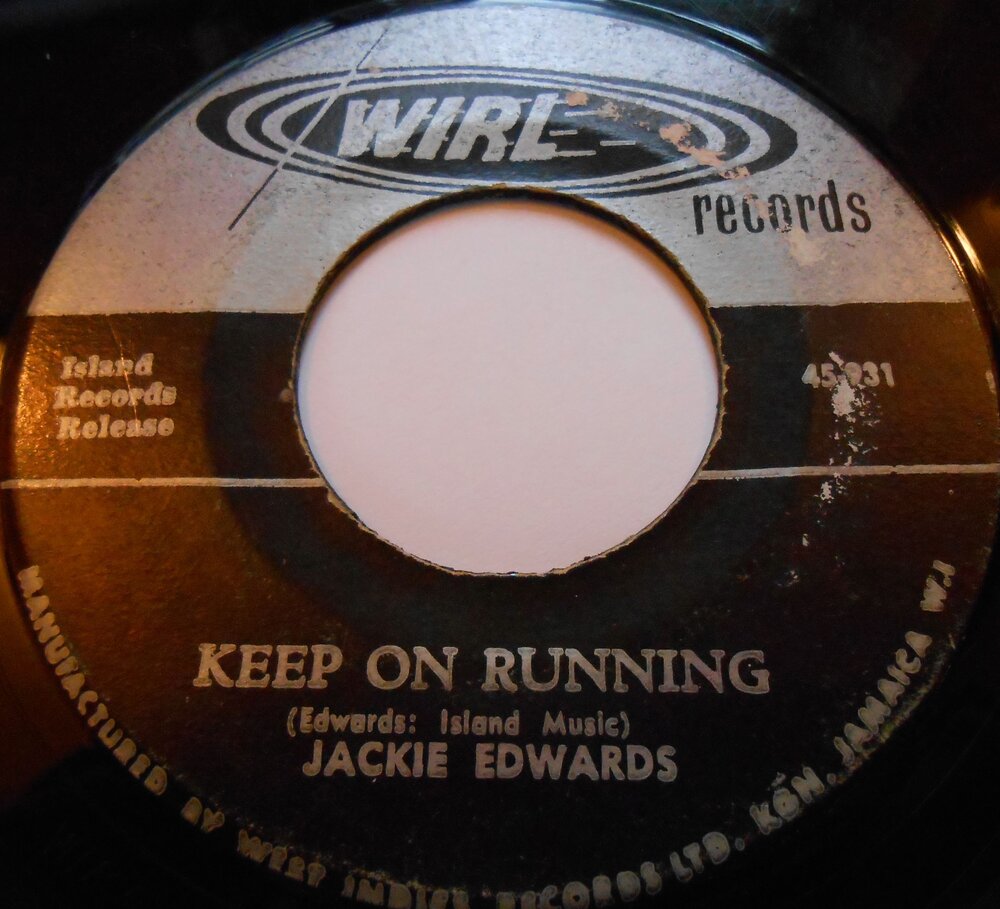 WIRL
records
Island
Records
Release
45-931
KEEP ON RUNNING
(Edwards: Island Music)
JACKIE EDWARDS
MANUFACTURED BY WEST INDIES RECORDS LTD. KGN. JAMAICA W.I